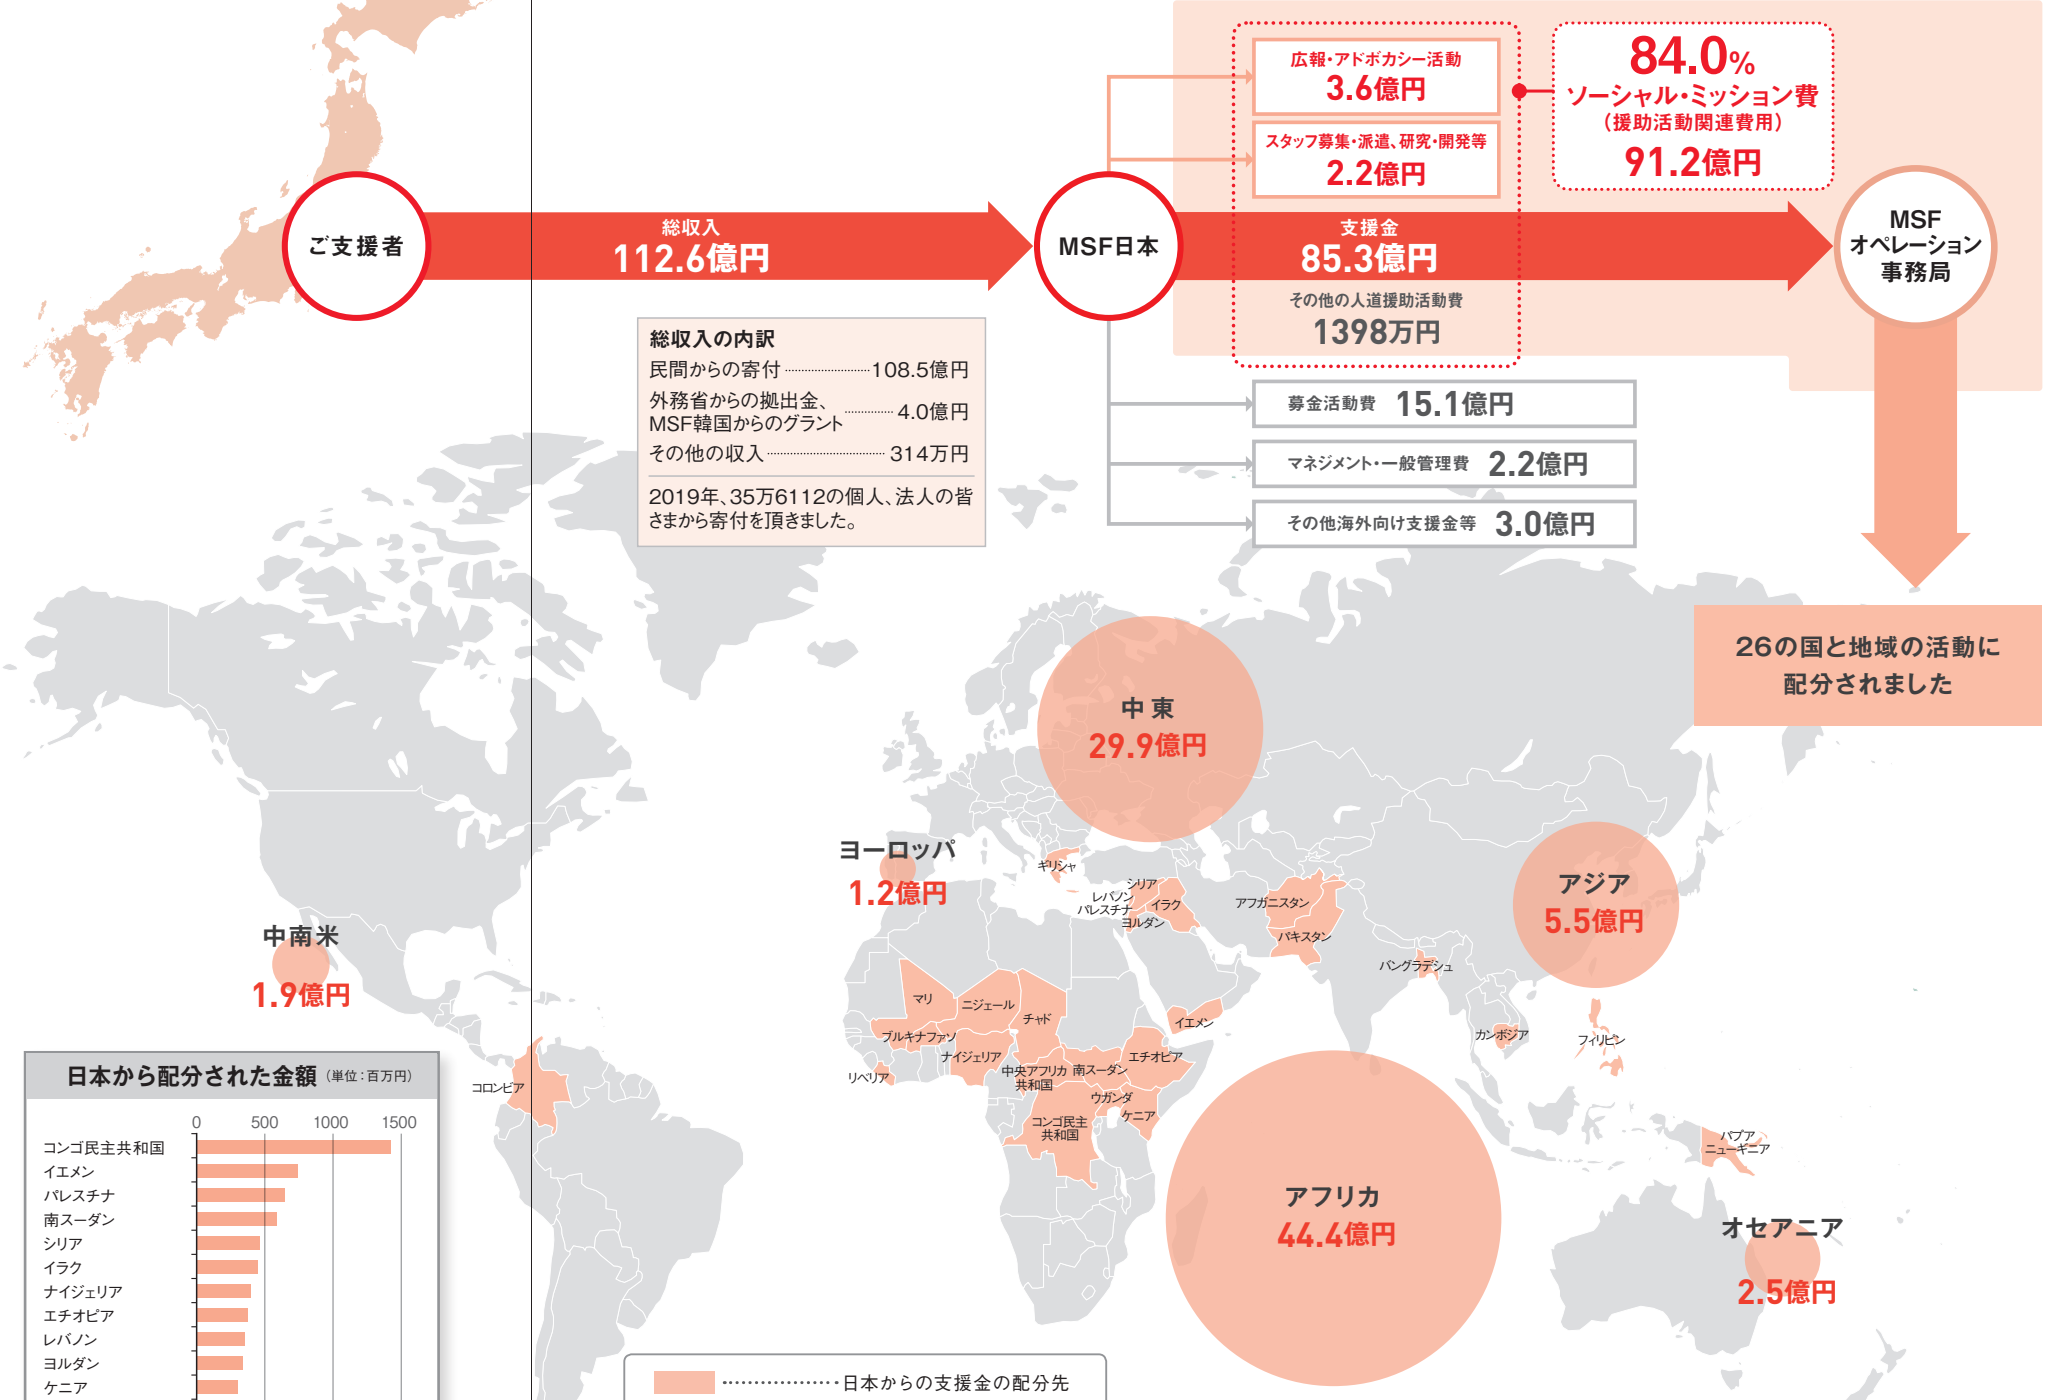 広報・アドボカシー活動
3.6億円
スタッフ募集・派遣、研究・開発等
2.2億円
84.0%
ソーシャル・ミッション費
（援助活動関連費用）
91.2億円
ご支援者
総収入
112.6億円
MSF日本
支援金
85.3億円
MSF
オペレーション
事務局
その他の人道援助活動費
1398万円
総収入の内訳
民間からの寄付 108.5億円
外務省からの拠出金、
MSF韓国からのグラント 4.0億円
その他の収入 314万円
2019年、35万6112の個人、法人の皆
さまから寄付を頂きました。
募金活動費 15.1億円
マネジメント・一般管理費 2.2億円
その他海外向け支援金等 3.0億円
26の国と地域の活動に
配分されました
中東
29.9億円
ヨーロッパ
1.2億円
アジア
5.5億円
中南米
1.9億円
アフリカ
44.4億円
オセアニア
2.5億円
ギリシャ
シリア
レバノン
パレスチナ
イラク
ヨルダン
アフガニスタン
パキスタン
バングラデシュ
マリ
ニジェール
チャド
イエメン
ブルキナファソ
ナイジェリア
エチオピア
カンボジア
フィリピン
リベリア
中央アフリカ
共和国
南スーダン
ウガンダ
ケニア
コンゴ民主
共和国
コロンビア
パプア
ニューギニア
日本から配分された金額（単位：百万円）
0 500 1000 1500
コンゴ民主共和国
イエメン
パレスチナ
南スーダン
シリア
イラク
ナイジェリア
エチオピア
レバノン
ヨルダン
ケニア
日本からの支援金の配分先